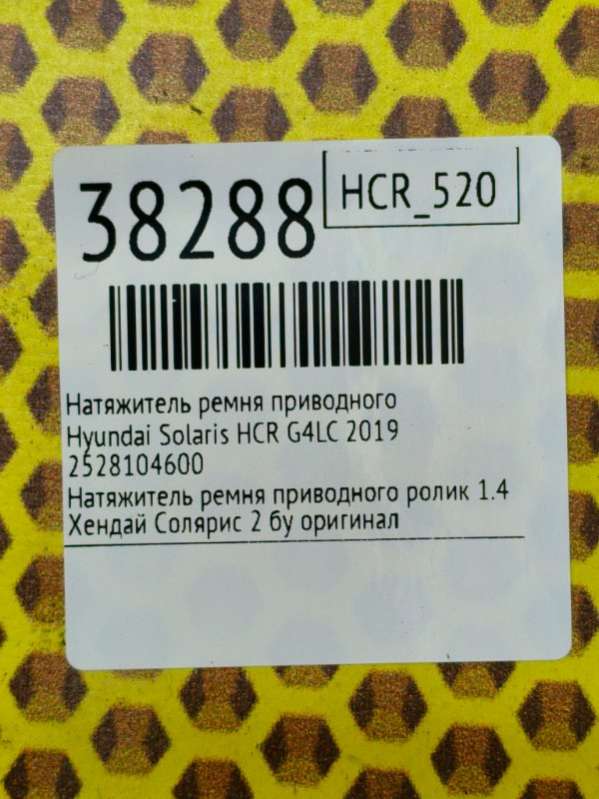 38288
HCR_520
Натяжитель ремня приводного
Hyundai Solaris HCR G4LC 2019
2528104600
Натяжитель ремня приводного ролик 1.4
Хендай Солярис 2 бу оригинал